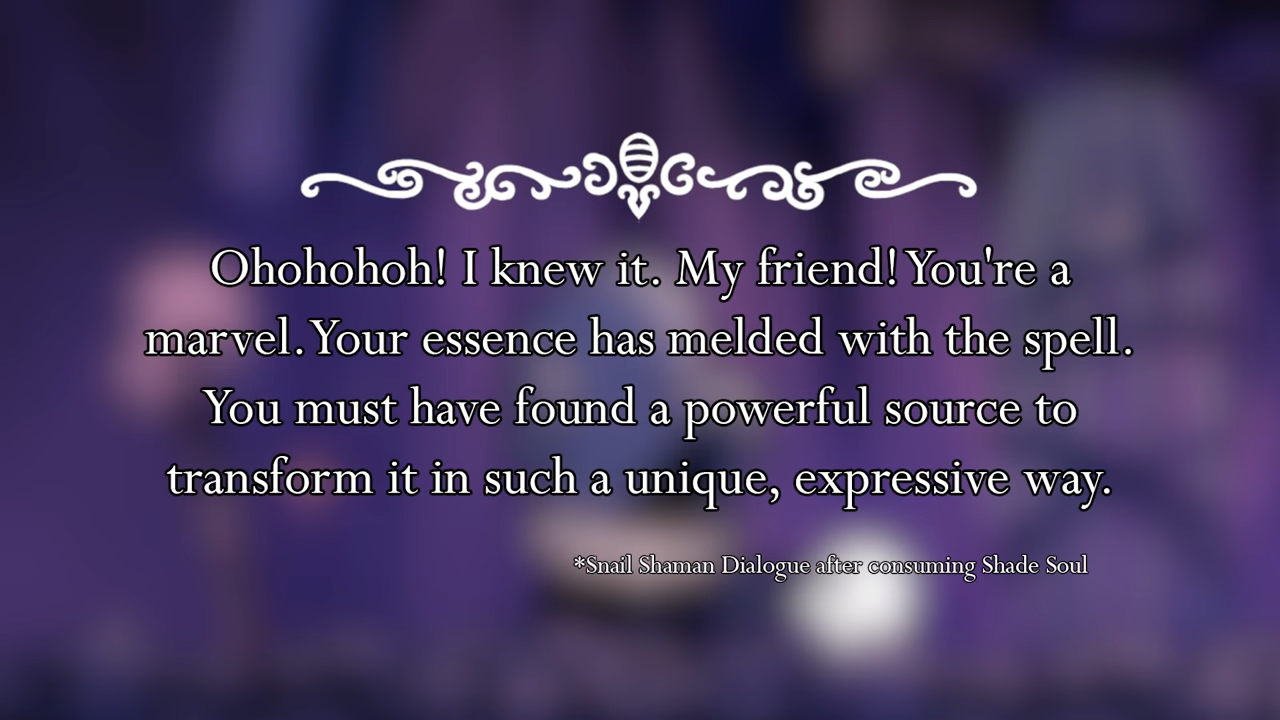 Ohohohoh! I knew it. My friend! You're a
marvel. Your essence has melded with the spell.
You must have found a powerful source to
transform it in such a unique, expressive way.
*Snail Shaman Dialogue after consuming Shade Soul